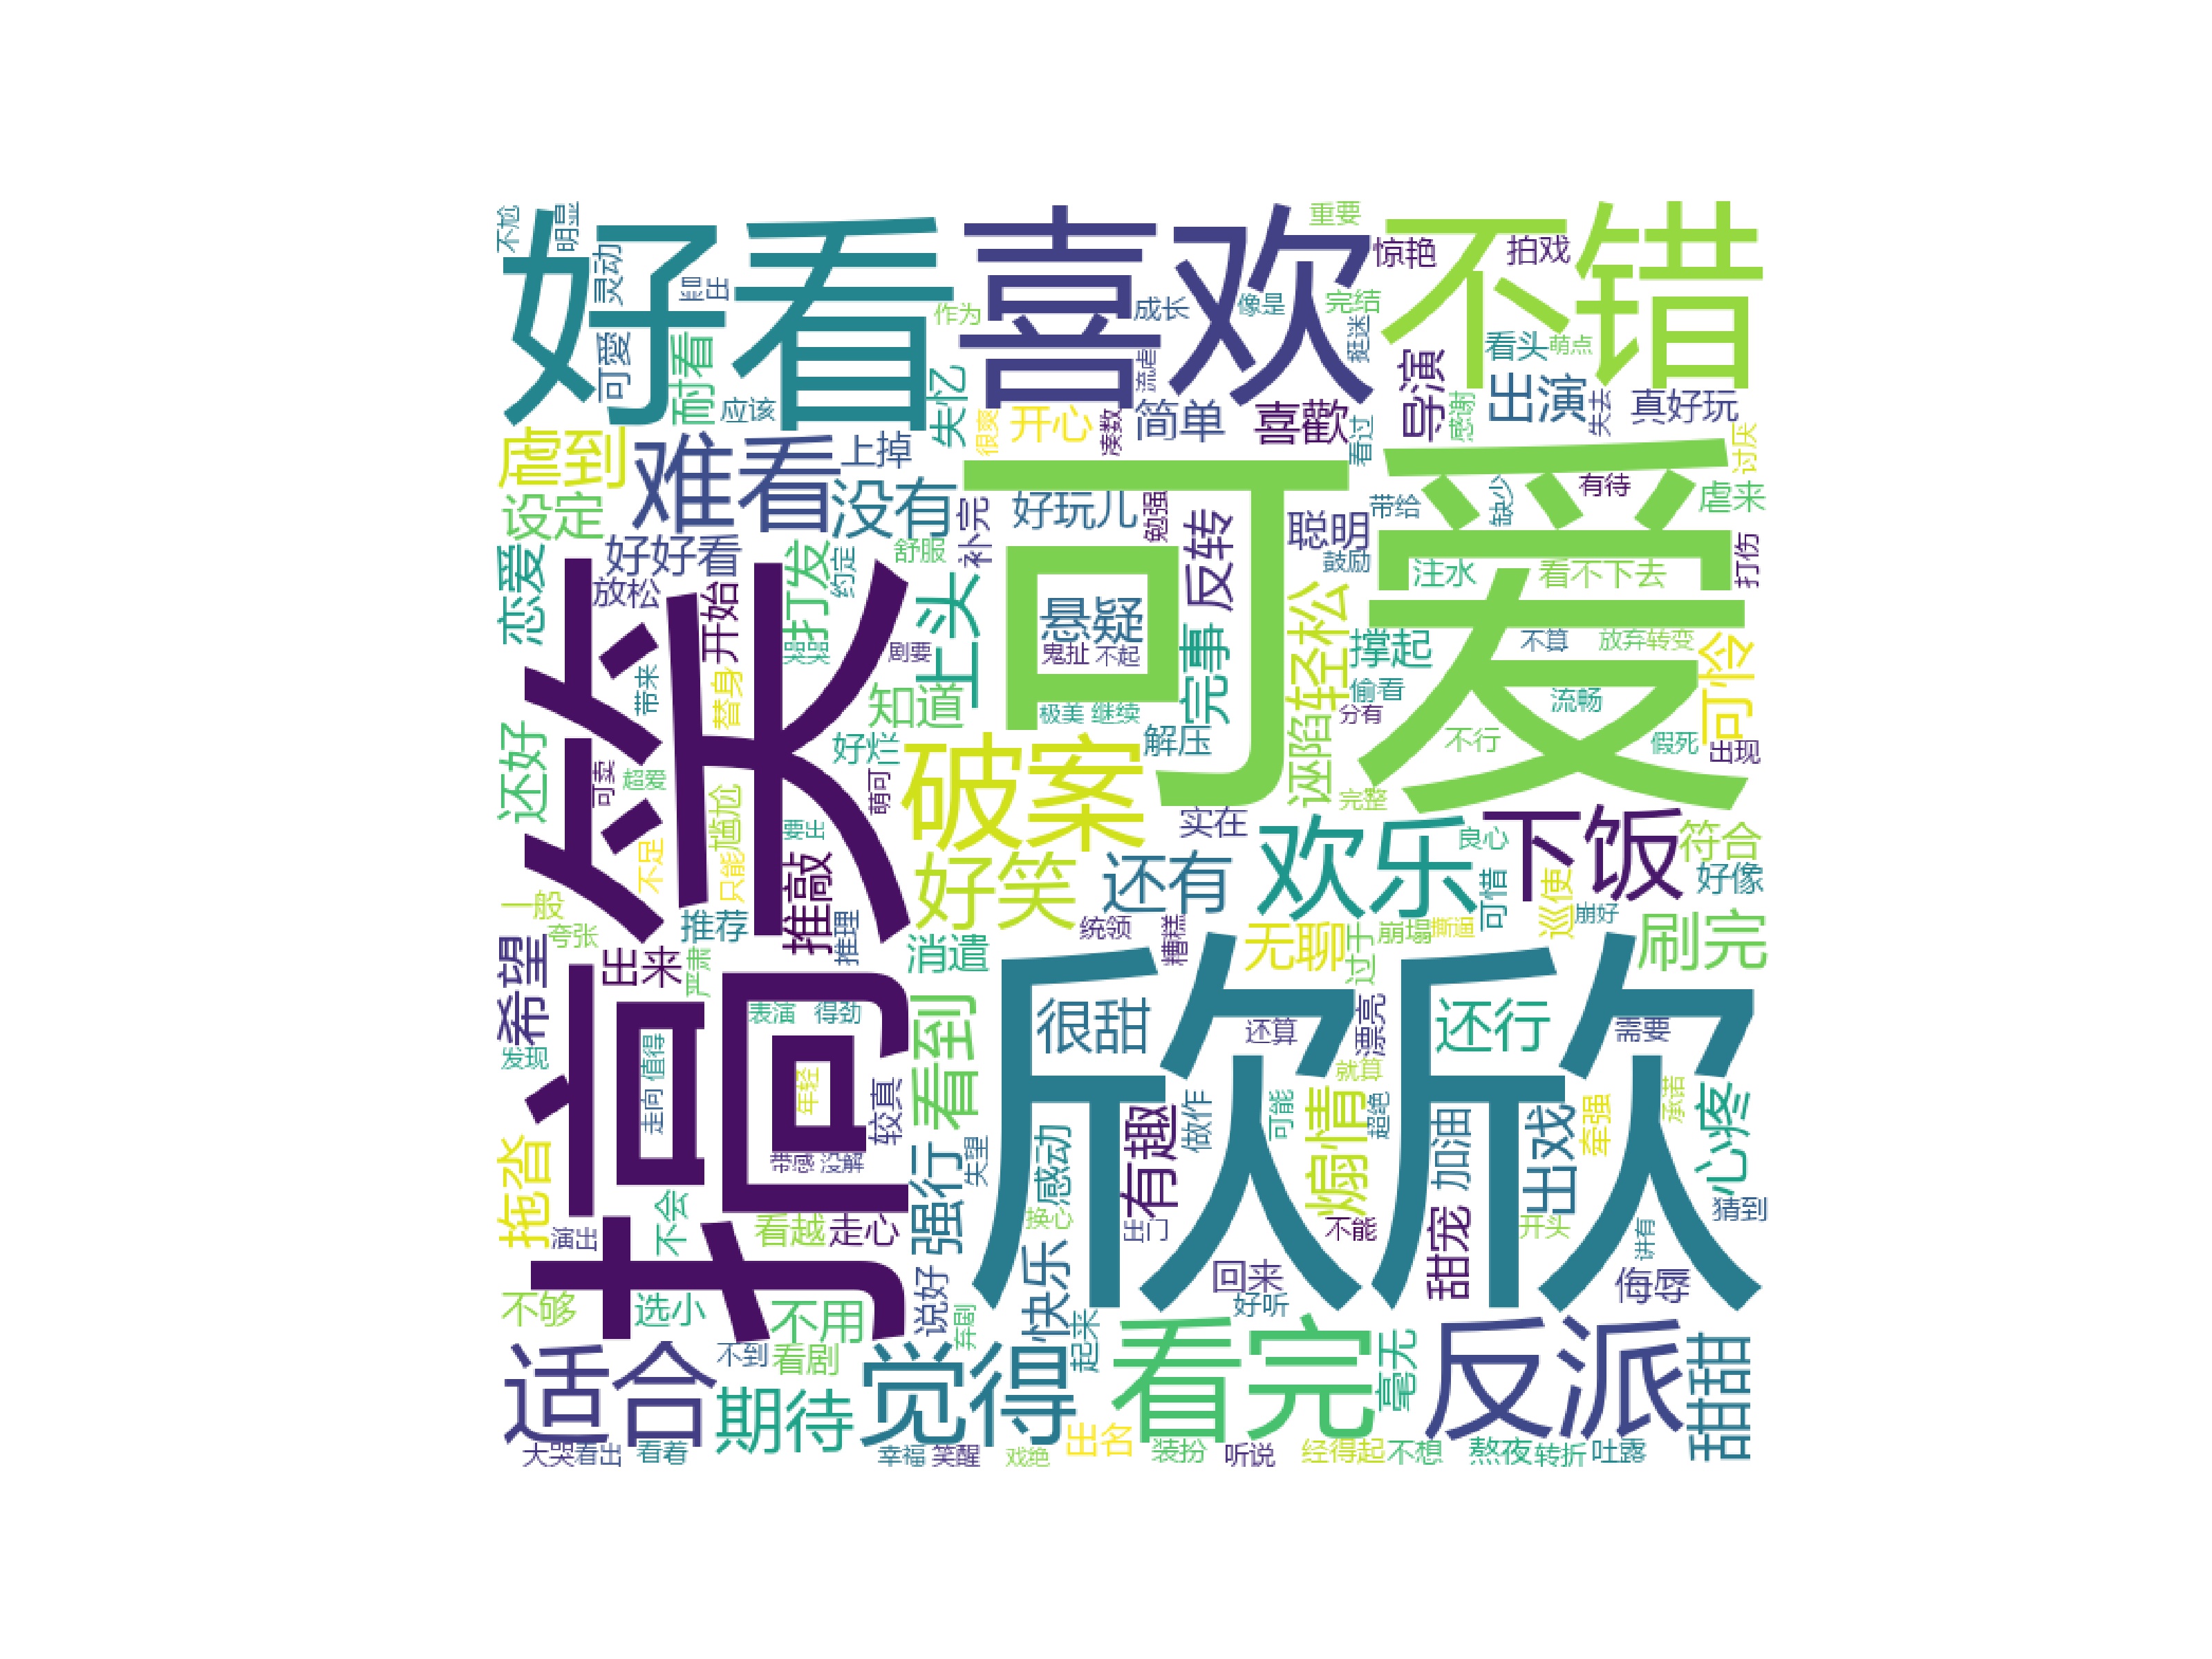 不尴
明显
灵动
重要
惊艳
拍戏
好看
喜欢
不错
作为
成长
像是
完结
挺迷
看头
萌点
可愛
耐看
应该
失忆
流虐
导演
出演
失去
真好玩
很爽
开心
凑数
简单
喜歡
看过
感谢
讨厌
虐到
难看
上掉
可爱
设定
没有
补完
好玩儿
勉强
反转
聪明
带给
缺少
有待
虐来
恋爱
好好看
放松
开始
打发
约定
舒服
鼓励
注水
看不下去
打伤
上头
悬疑
鬼扯
不起
完事
轻松
撑起
不算
放弃
转变
可怜
搞笑
哭哭
剧要
带来
替身
知道
极美
继续
偷看
分有
流畅
还好
可卖
超爱
好烂
解压
诬陷
不行
假死
出现
尴尬
萌可
破案
完整
不足
只能
要出
推敲
好笑
实在
还有
欢乐
良心
下饭
符合
好像
一般
夸张
推荐
推理
统领
糟糕
无聊
过于
崩塌
撕逼
可惜
巡使
崩好
刷完
希望
出来
严肃
消遣
欣欣
表演
得劲
看到
很甜
还算
漂亮
还行
需要
发现
走向
值得
年轻
较真
就算
拖沓
带感
没解
强行
失望
感动
有趣
做作
可能
煽情
超绝
加油
出戏
牵强
承诺
心疼
演出
不会
看越
走心
换心
出门
不能
甜宠
开头
讲有
猜到
不够
选小
不用
说好
弃剧
快乐
起来
回来
好听
侮辱
适合
不到
看剧
期待
觉得
看完
毫无
反派
甜甜
大哭
看出
看着
幸福
笑醒
戏绝
出名
装扮
听说
经得起
不想
熬夜
转折
吐露